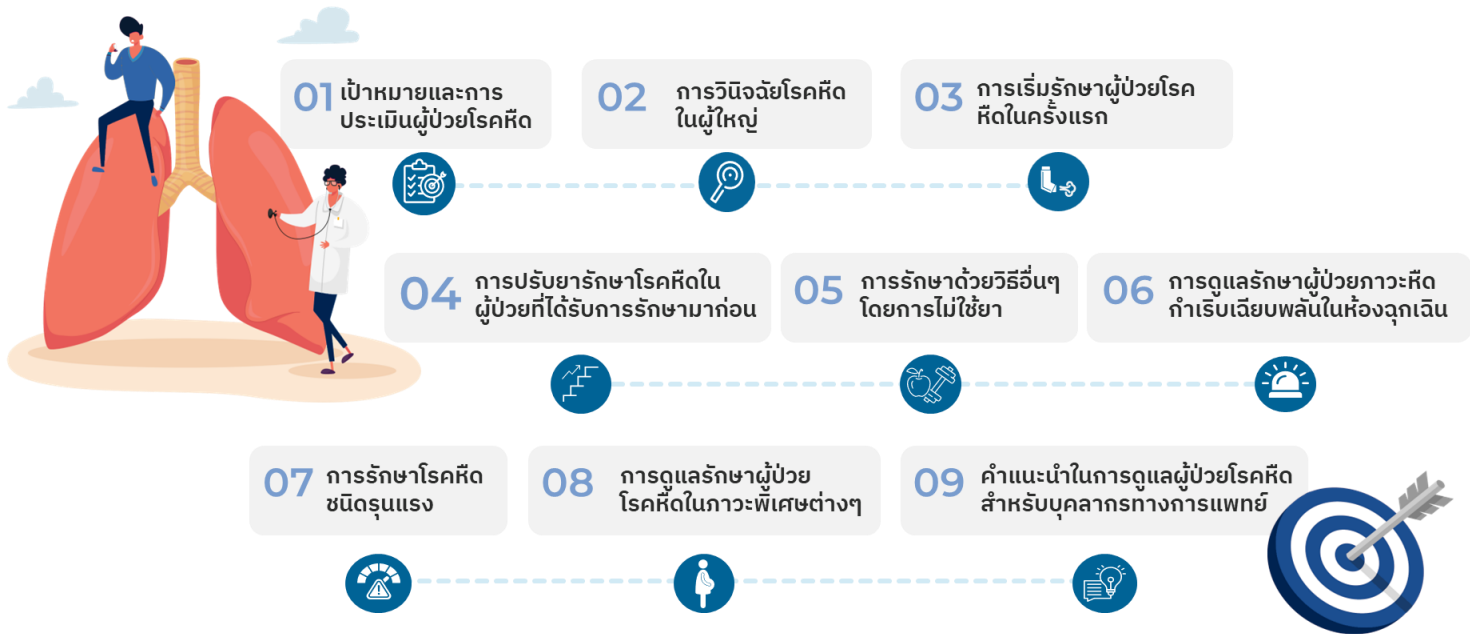 01 เป้าหมายและการ
ประเมินผู้ป่วยโรคหืด
02 การวินิจฉัยโรคหืด
ในผู้ใหญ่
03 การเริ่มรักษาผู้ป่วยโรค
หืดในครั้งแรก
04 การปรับยารักษาโรคหืดใน
ผู้ป่วยที่ได้รับการรักษามาก่อน
05 การรักษาด้วยวิธีอื่นๆ
โดยการไม่ใช้ยา
06 การดูแลรักษาผู้ป่วยภาวะหืด
กำเริบเฉียบพลันในห้องฉุกเฉิน
07 การรักษาโรคหืด
ชนิดรุนแรง
08 การดูแลรักษาผู้ป่วย
โรคหืดในภาวะพิเศษต่างๆ
09 คำแนะนำในการดูแลผู้ป่วยโรคหืด
สำหรับบุคลากรทางการแพทย์